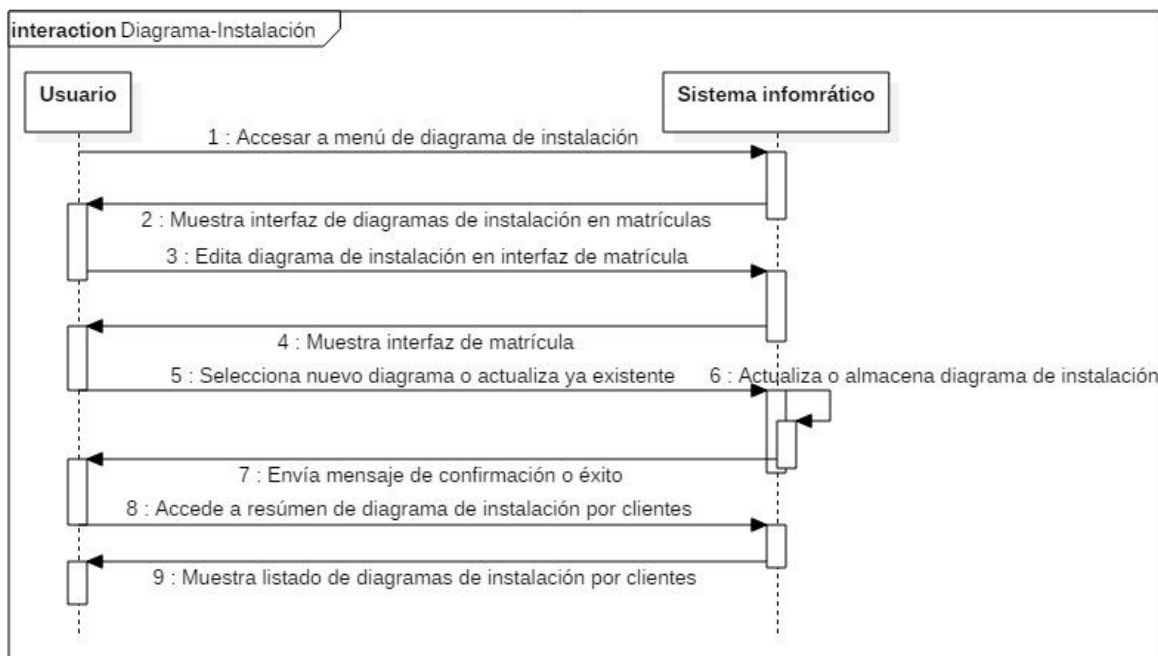 interaction Diagrama-Instalación
Usuario
Sistema infomrático
1 : Accesar a menú de diagrama de instalación
2 : Muestra interfaz de diagramas de instalación en matrículas
3 : Edita diagrama de instalación en interfaz de matrícula
4 : Muestra interfaz de matrícula
5 : Selecciona nuevo diagrama o actualiza ya existente
6 : Actualiza o almacena diagrama de instalación
7 : Envía mensaje de confirmación o éxito
8 : Accede a resúmen de diagrama de instalación por clientes
9 : Muestra listado de diagramas de instalación por clientes